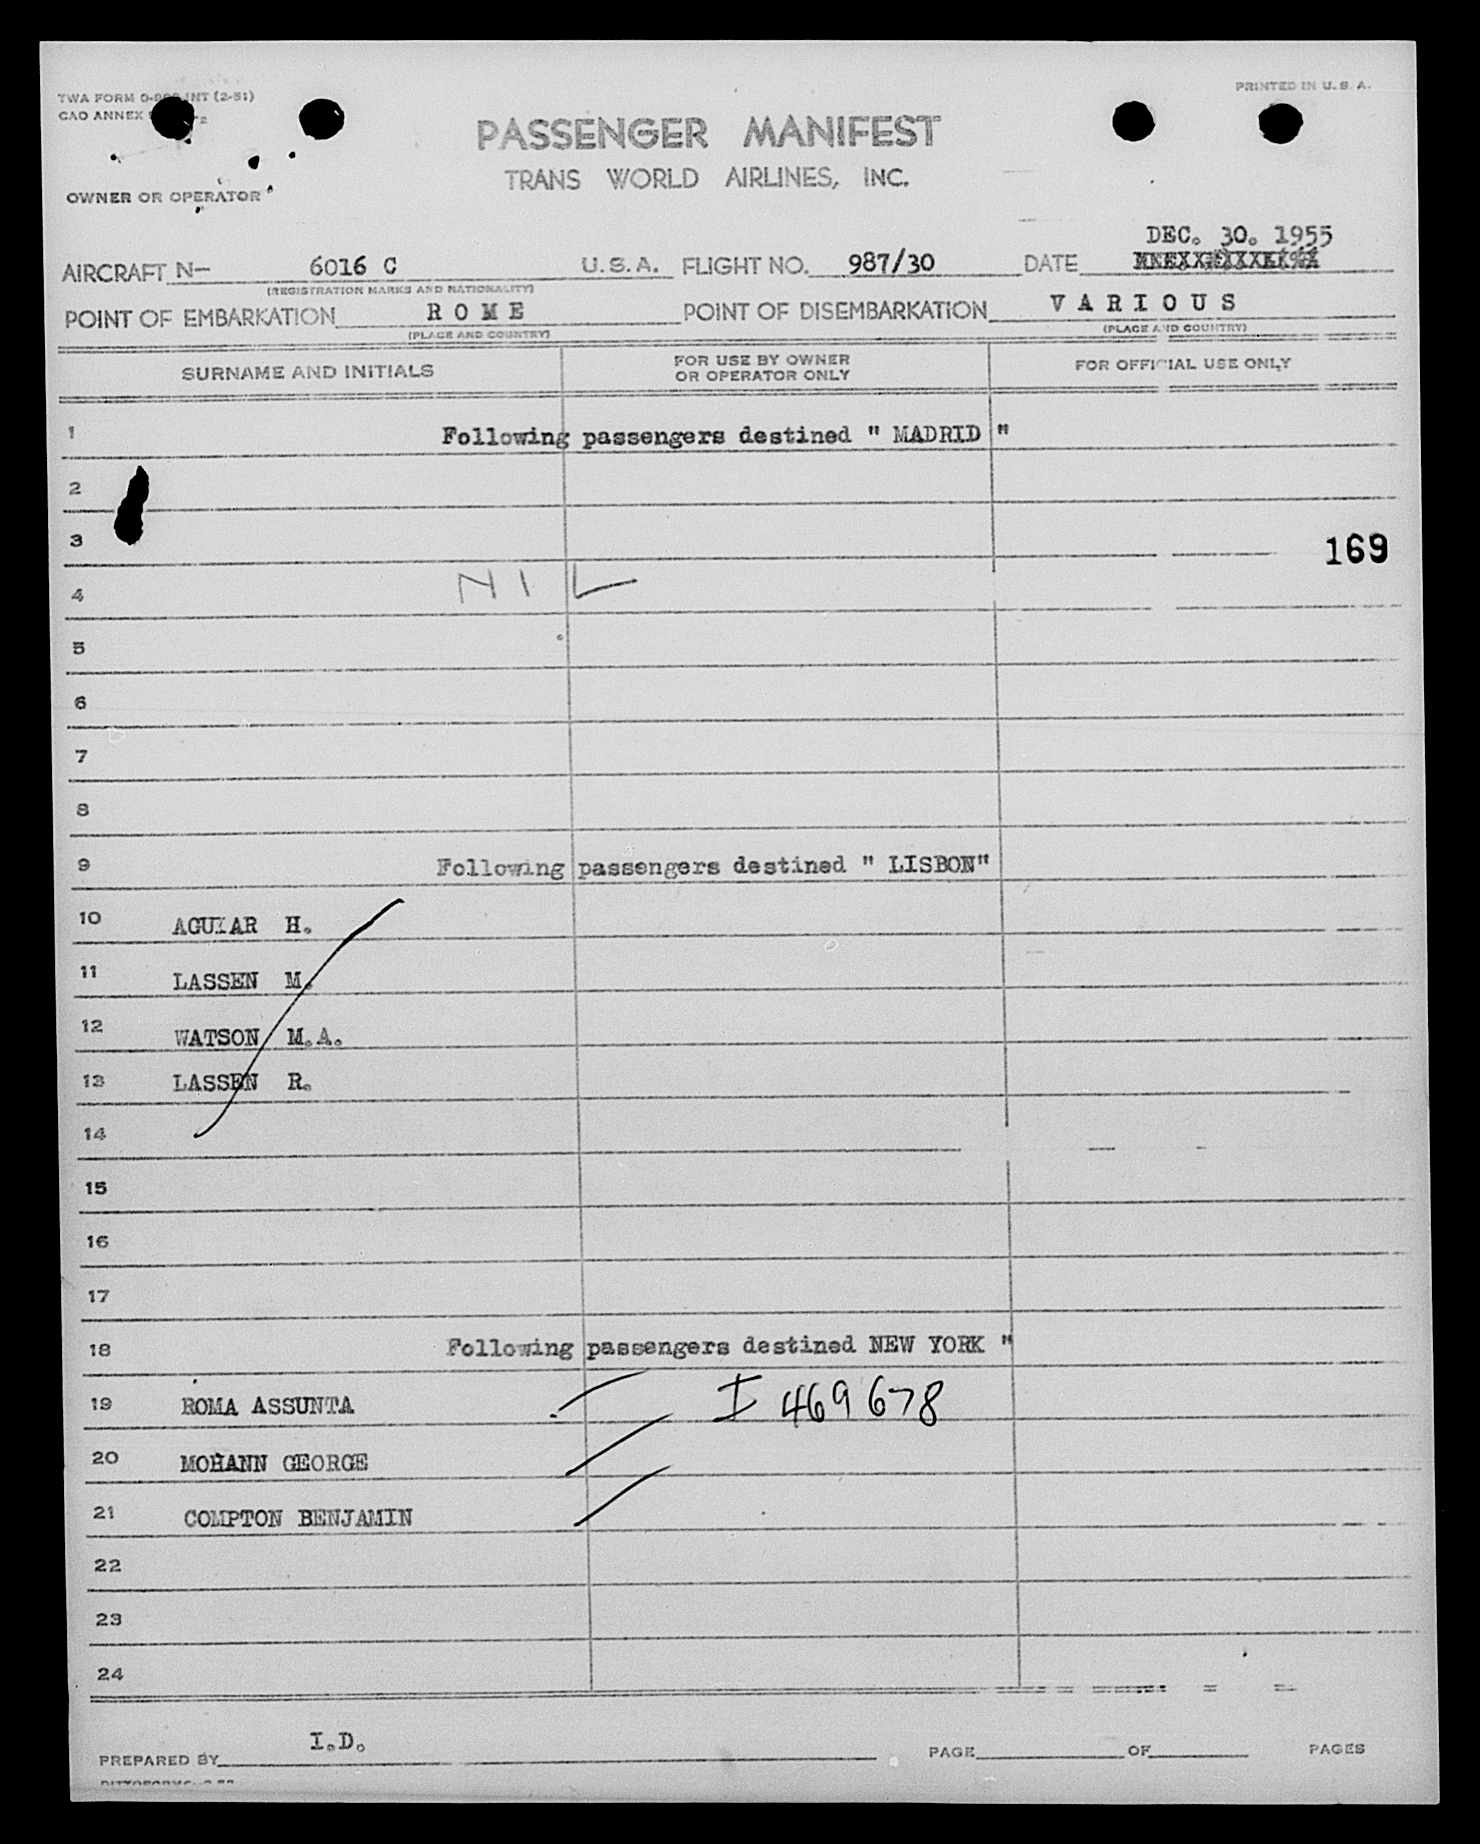 TWA FORM O- INT (2-51)
PRINTED IN U. S. A.
CAO ANNEX
PASSENGER MANIFEST
TRANS WORLD AIRLINES, INC.
OWNER OR OPERATOR
DEC. 30. 1955
AIRCRAFT N- 6016 C U. S. A. FLIGHT NO. 987/30 DATE
(REGISTRATION MARKS AND NATIONALITY)
POINT OF EMBARKATION R O M E POINT OF DISEMBARKATION V A R I O U S
(PLACE AND COUNTRY) (PLACE AND COUNTRY)
SURNAME AND INITIALS FOR USE BY OWNER OR OPERATOR ONLY FOR OFFICIAL USE ONLY
1 Following passengers destined " MADRID "
2
3 169
4 NIL
5
6
7
8
9 Following passengers destined " LISBON"
10 AGUIAR H.
11 LASSEN M.
12 WATSON M.A.
13 LASSEN R.
14
15
16
17
18 Following passengers destined NEW YORK "
19 ROMA ASSUNTA I 469 678
20 MOHANN GEORGE
21 COMPTON BENJAMIN
22
23
24
PREPARED BY I.D. PAGE OF PAGES